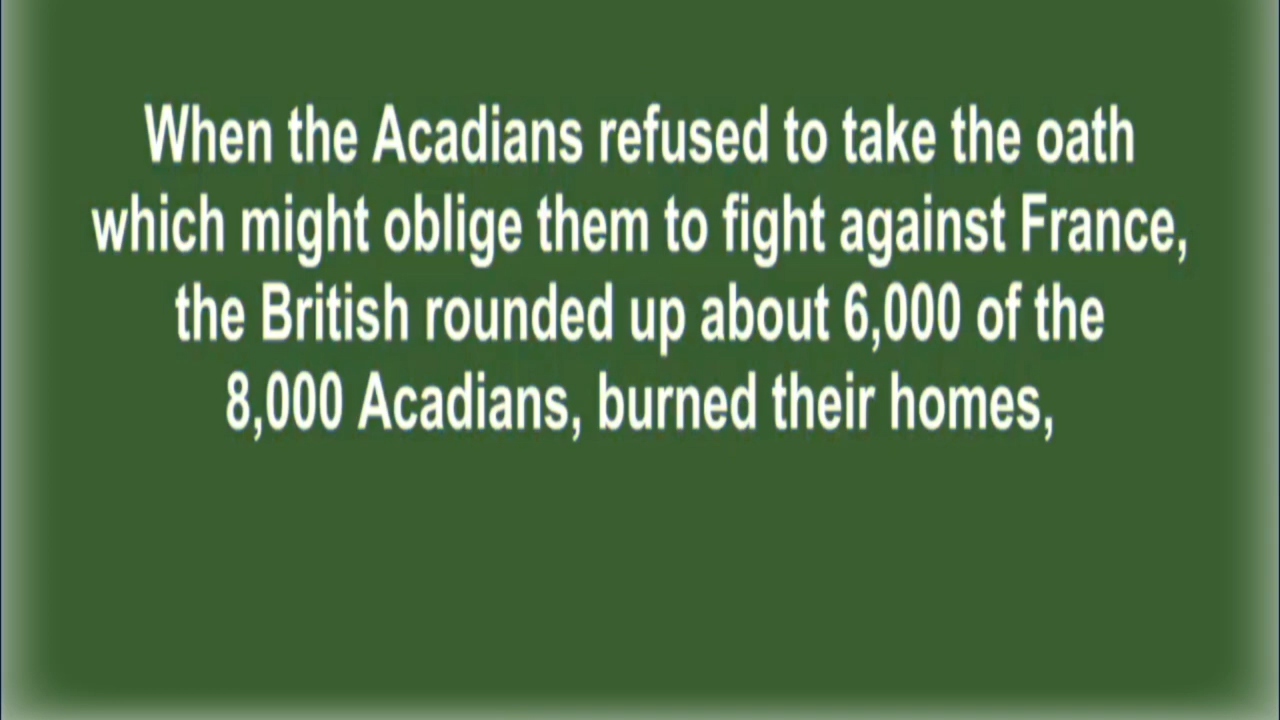 When the Acadians refused to take the oath
which might oblige them to fight against France,
the British rounded up about 6,000 of the
8,000 Acadians, burned their homes,